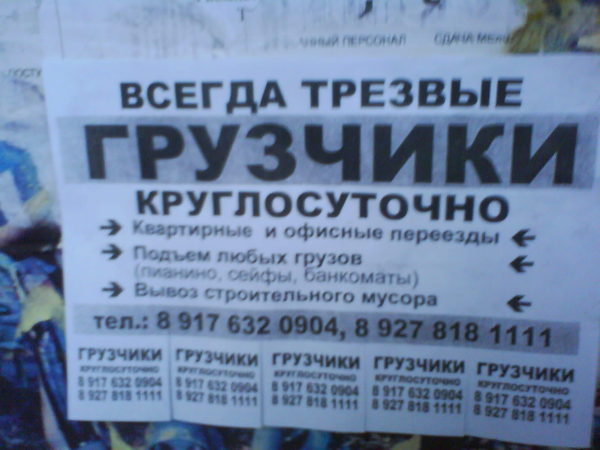 ЧНЫЙ ПЕРСОНАЛ
СДАЧА
ВСЕГДА ТРЕЗВЫЕ
ГРУЗЧИКИ
КРУГЛОСУТОЧНО
Квартирные и офисные переезды
Подъем любых грузов
(пианино, сейфы, банкоматы)
Вывоз строительного мусора
тел.: 8 917 632 0904, 8 927 818 1111
ГРУЗЧИКИ
КРУГЛОСУТОЧНО
8 917 632 0904
8 927 818 1111
ГРУЗЧИКИ
КРУГЛОСУТОЧНО
8 917 632 0904
8 927 818 1111
ГРУЗЧИКИ
КРУГЛОСУТОЧНО
8 917 632 0904
8 927 818 1111
ГРУЗЧИКИ
КРУГЛОСУТОЧНО
8 917 632 0904
8 927 818 1111
ГРУЗЧИКИ
КРУГЛОСУТОЧНО
8 917 632 0904
8 927 818 1111